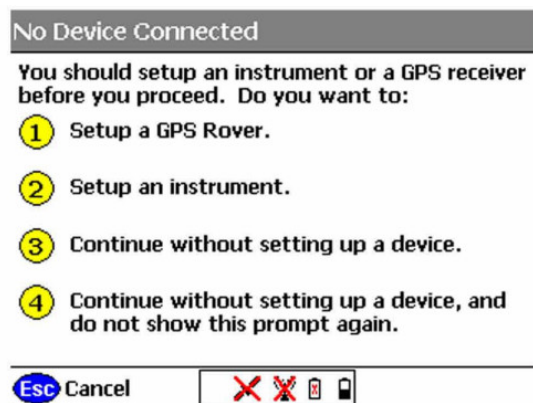 No Device Connected
You should setup an instrument or a GPS receiver
before you proceed. Do you want to:
1 Setup a GPS Rover.
2 Setup an instrument.
3 Continue without setting up a device.
4 Continue without setting up a device, and
do not show this prompt again.
Esc Cancel